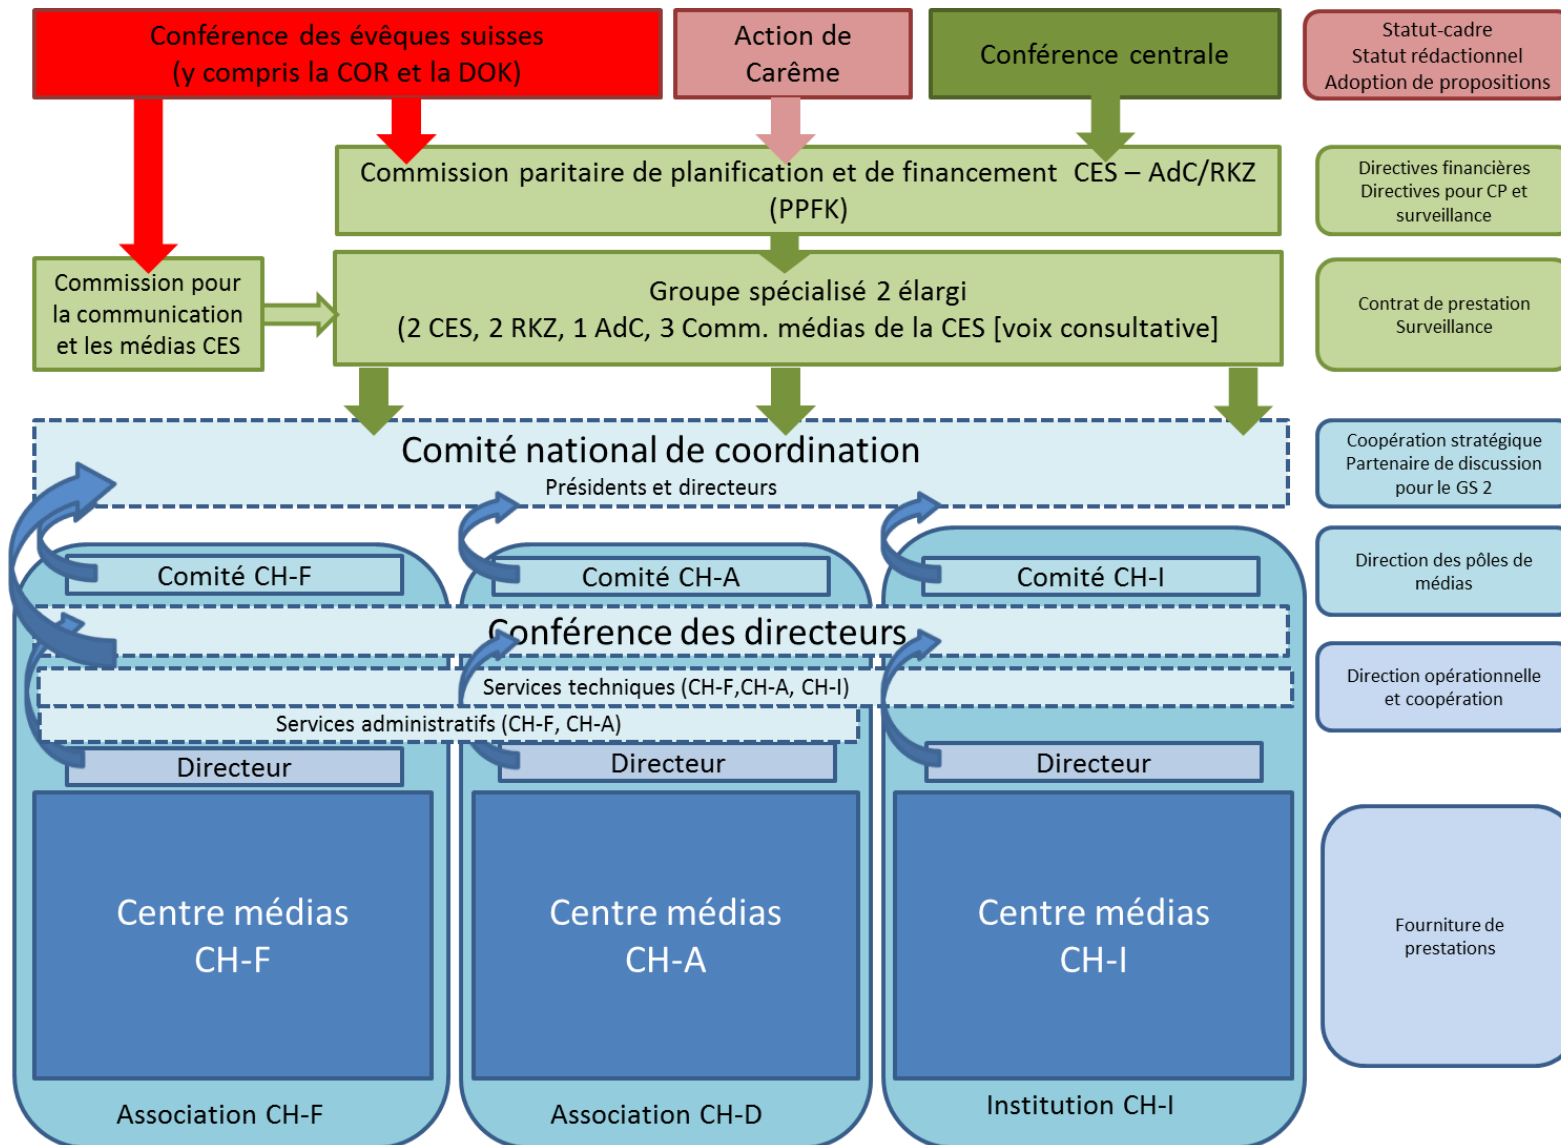 Conférence des évêques suisses
(y compris la COR et la DOK)
Action de
Carême
Conférence centrale
Statut-cadre
Statut rédactionnel
Adoption de propositions
Commission paritaire de planification et de financement CES – AdC/RKZ
(PPFK)
Directives financières
Directives pour CP et
surveillance
Commission pour
la communication
et les médias CES
Groupe spécialisé 2 élargi
(2 CES, 2 RKZ, 1 AdC, 3 Comm. médias de la CES [voix consultative]
Contrat de prestation
Surveillance
Comité national de coordination
Présidents et directeurs
Coopération stratégique
Partenaire de discussion
pour le GS 2
Comité CH-F
Comité CH-A
Comité CH-I
Direction des pôles de
médias
Conférence des directeurs
Services techniques (CH-F,CH-A, CH-I)
Services administratifs (CH-F, CH-A)
Direction opérationnelle
et coopération
Directeur
Directeur
Directeur
Centre médias
CH-F
Centre médias
CH-A
Centre médias
CH-I
Fourniture de
prestations
Association CH-F
Association CH-D
Institution CH-I